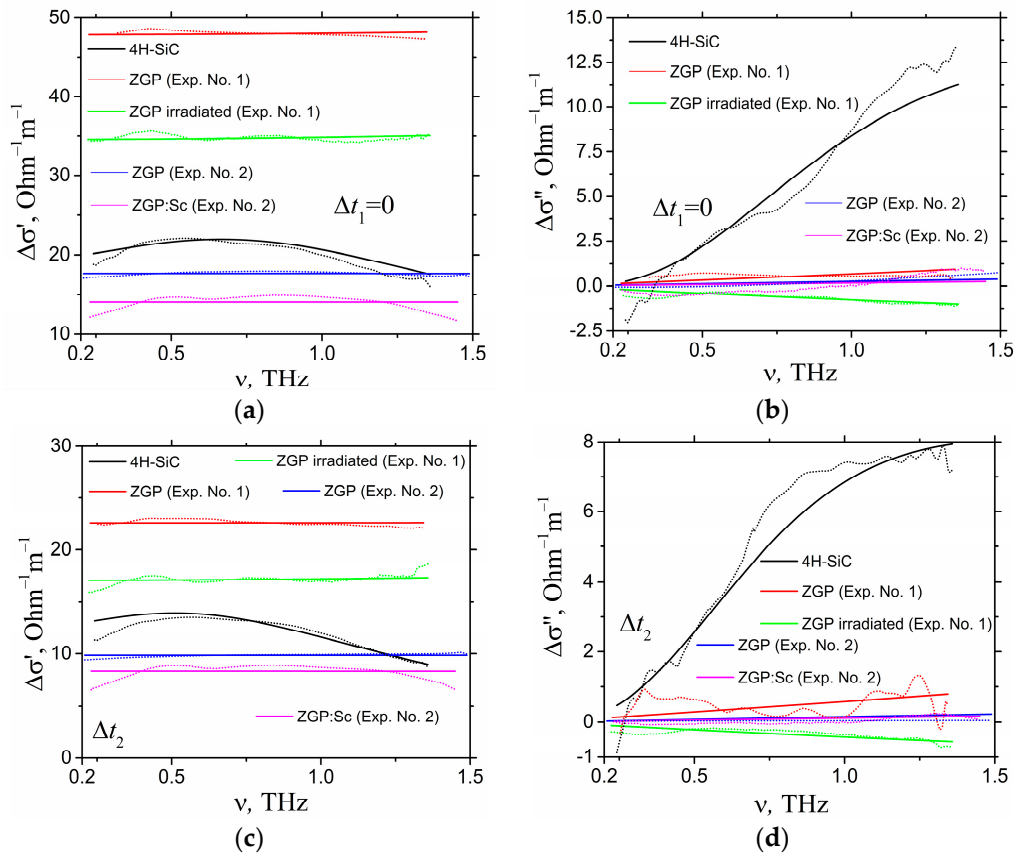 50
40
30
20
10
Δσ', Ohm⁻¹m⁻¹
4H-SiC
ZGP (Exp. No. 1)
ZGP irradiated (Exp. No. 1)
ZGP (Exp. No. 2)
ZGP:Sc (Exp. No. 2)
Δt₁=0
0.2 0.5 1.0 1.5
ν, THz
(a)
15.0
12.5
10.0
7.5
5.0
2.5
0.0
-2.5
Δσ'', Ohm⁻¹m⁻¹
4H-SiC
ZGP (Exp. No. 1)
ZGP irradiated (Exp. No. 1)
Δt₁=0
ZGP (Exp. No. 2)
ZGP:Sc (Exp. No. 2)
0.2 0.5 1.0 1.5
ν, THz
(b)
30
20
10
0
Δσ', Ohm⁻¹m⁻¹
4H-SiC ZGP irradiated (Exp. No. 1)
ZGP (Exp. No. 1) ZGP (Exp. No. 2)
ZGP:Sc (Exp. No. 2)
Δt₂
0.2 0.5 1.0 1.5
ν, THz
(c)
8
6
4
2
0
-1
Δσ'', Ohm⁻¹m⁻¹
4H-SiC
ZGP (Exp. No. 1)
ZGP irradiated (Exp. No. 1)
Δt₂
ZGP (Exp. No. 2)
ZGP:Sc (Exp. No. 2)
0.2 0.5 1.0 1.5
ν, THz
(d)